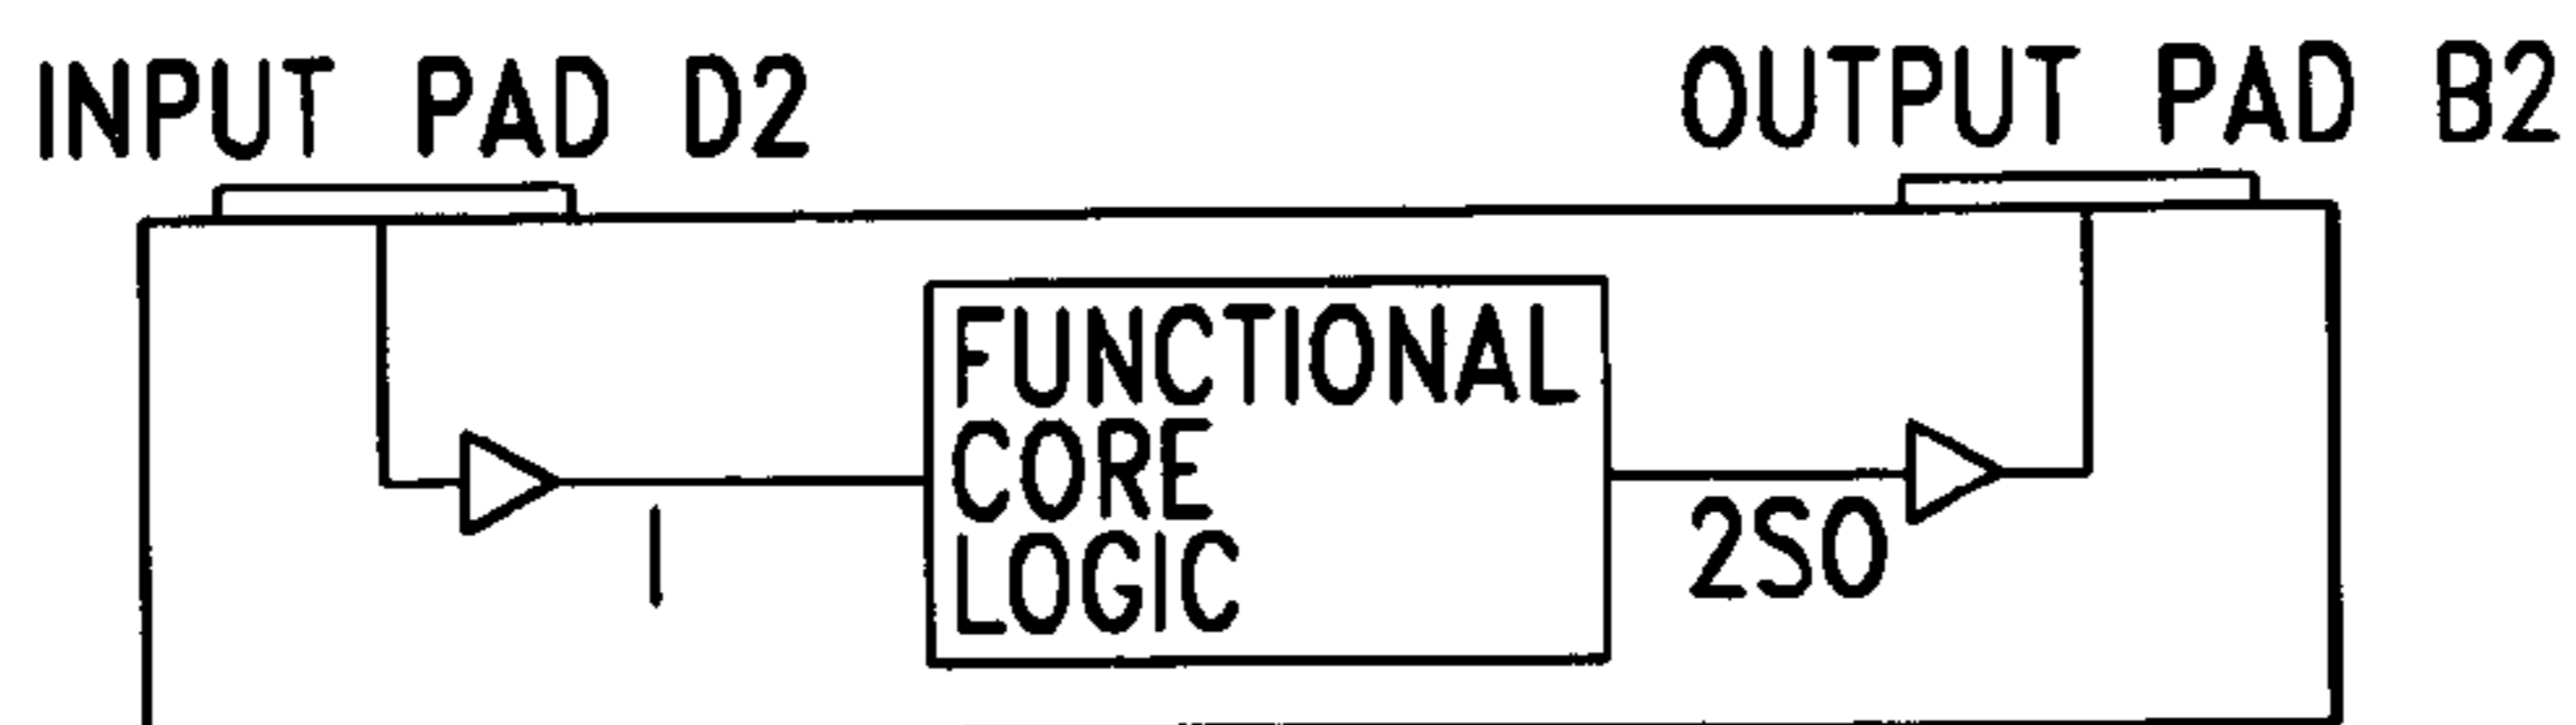 INPUT PAD D2
OUTPUT PAD B2
FUNCTIONAL
CORE
LOGIC
I
2SO